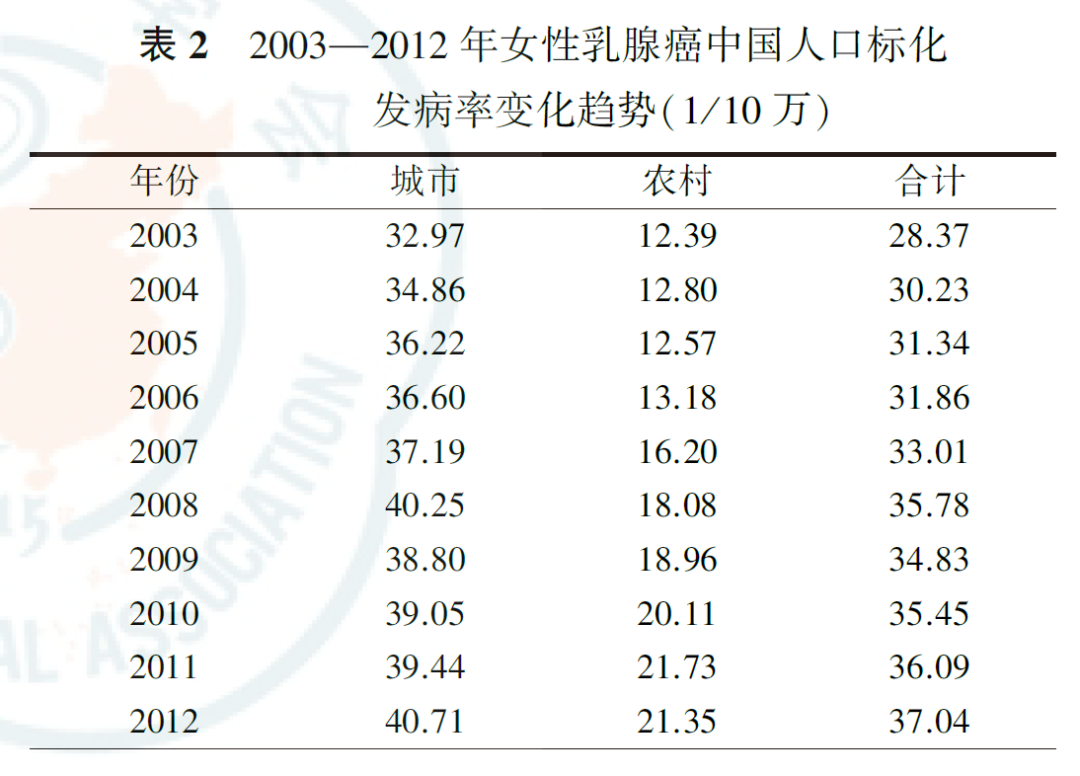 表 2 2003—2012 年女性乳腺癌中国人口标化
发病率变化趋势(1/10 万)
年份 城市 农村 合计
2003 32.97 12.39 28.37
2004 34.86 12.80 30.23
2005 36.22 12.57 31.34
2006 36.60 13.18 31.86
2007 37.19 16.20 33.01
2008 40.25 18.08 35.78
2009 38.80 18.96 34.83
2010 39.05 20.11 35.45
2011 39.44 21.73 36.09
2012 40.71 21.35 37.04
会
15
AL ASSOCIATION